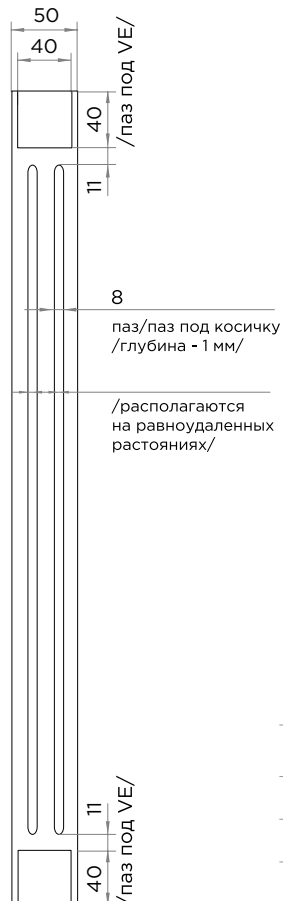 50
40
40
/паз под VE/
11
8
паз/паз под косичку
/глубина - 1 мм/
/располагаются
на равноудаленных
растояниях/
11
40
/паз под VE/